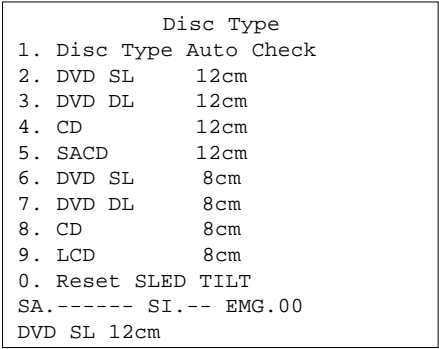 Disc Type
1. Disc Type Auto Check
2. DVD SL 12cm
3. DVD DL 12cm
4. CD 12cm
5. SACD 12cm
6. DVD SL 8cm
7. DVD DL 8cm
8. CD 8cm
9. LCD 8cm
0. Reset SLED TILT
SA.------ SI.-- EMG.00
DVD SL 12cm